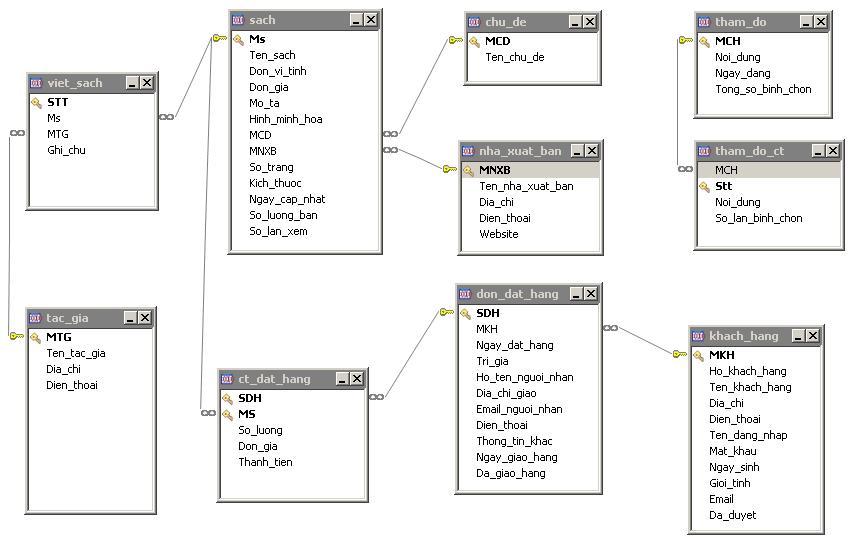 sach
Ms
Ten_sach
Don_vi_tinh
Don_gia
Mo_ta
Hinh_minh_hoa
MCD
MNXB
So_trang
Kich_thuoc
Ngay_cap_nhat
So_luong_ban
So_lan_xem
chu_de
MCD
Ten_chu_de
tham_do
MCH
Noi_dung
Ngay_dang
Tong_so_binh_chon
viet_sach
STT
Ms
MTG
Ghi_chu
nha_xuat_ban
MNXB
Ten_nha_xuat_ban
Dia_chi
Dien_thoai
Website
tham_do_ct
MCH
Stt
Noi_dung
So_lan_binh_chon
tac_gia
MTG
Ten_tac_gia
Dia_chi
Dien_thoai
ct_dat_hang
SDH
MS
So_luong
Don_gia
Thanh_tien
don_dat_hang
SDH
MKH
Ngay_dat_hang
Tri_gia
Ho_ten_nguoi_nhan
Dia_chi_giao
Email_nguoi_nhan
Dien_thoai
Thong_tin_khac
Ngay_giao_hang
Da_giao_hang
khach_hang
MKH
Ho_khach_hang
Ten_khach_hang
Dia_chi
Dien_thoai
Ten_dang_nhap
Mat_khau
Ngay_sinh
Gioi_tinh
Email
Da_duyet